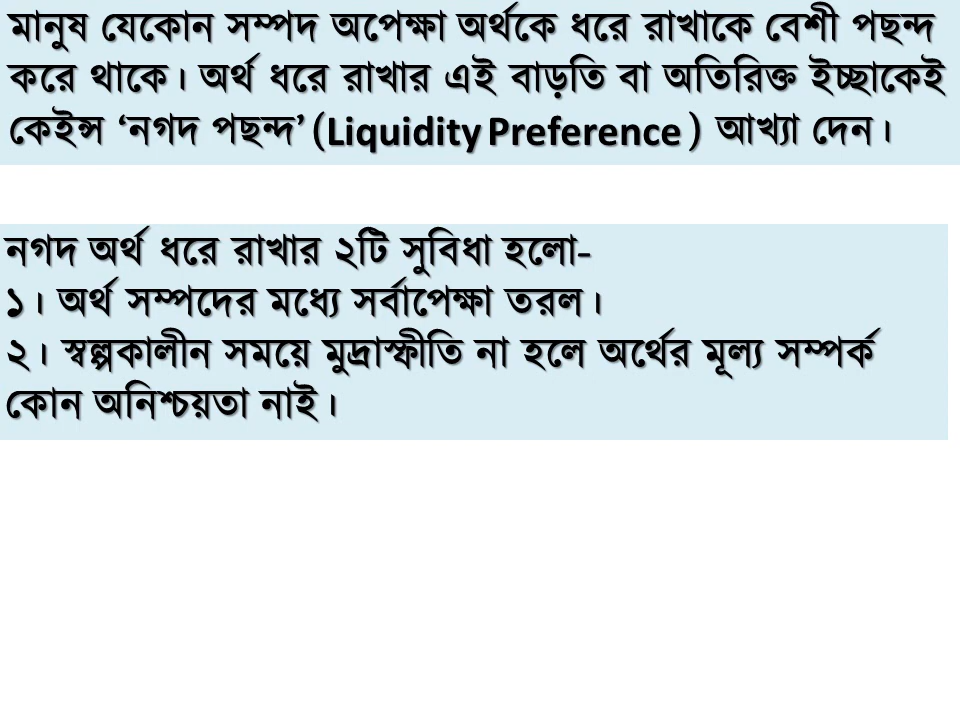 মানুষ যেকোন সম্পদ অপেক্ষা অর্থকে ধরে রাখাকে বেশী পছন্দ
করে থাকে। অর্থ ধরে রাখার এই বাড়তি বা অতিরিক্ত ইচ্ছাকেই
কেইন্স ‘নগদ পছন্দ’ (Liquidity Preference ) আখ্যা দেন।
নগদ অর্থ ধরে রাখার ২টি সুবিধা হলো-
১। অর্থ সম্পদের মধ্যে সর্বাপেক্ষা তরল।
২। স্বল্পকালীন সময়ে মুদ্রাস্ফীতি না হলে অর্থের মূল্য সম্পর্ক
কোন অনিশ্চয়তা নাই।